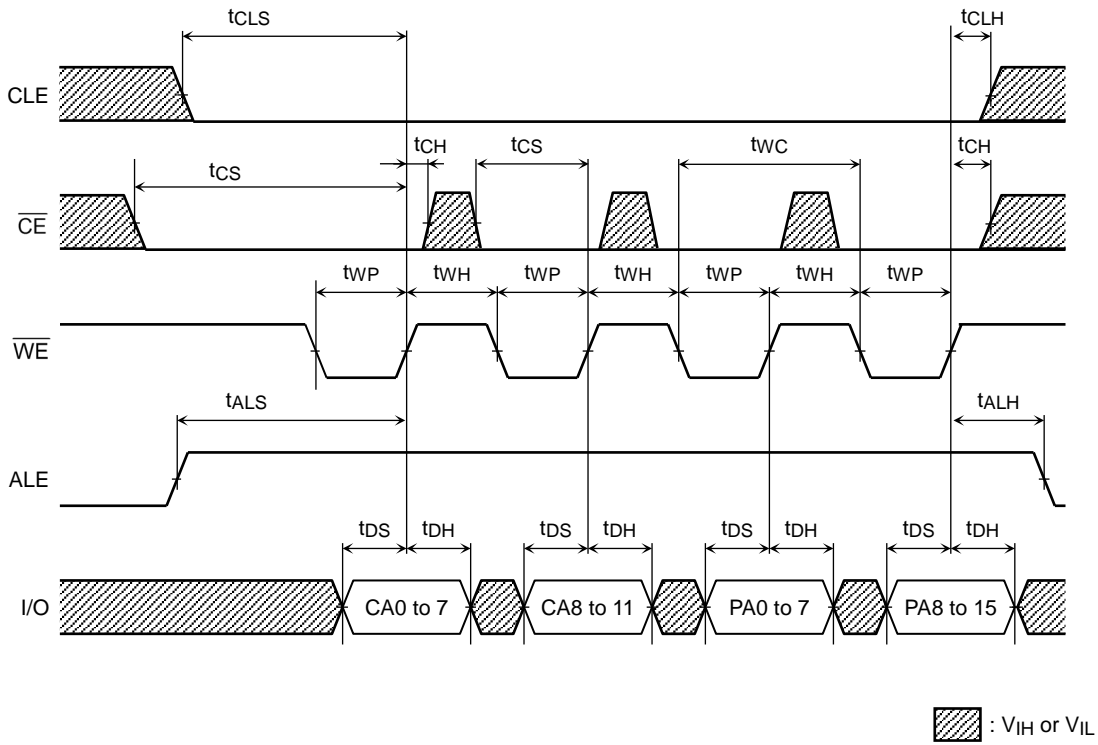 tCLS
tCLH
CLE
tCH
tCS
tWC
tCH
tCS
CE
tWP
tWH
tWP
tWH
tWP
tWH
tWP
WE
tALS
tALH
ALE
tDS
tDH
tDS
tDH
tDS
tDH
tDS
tDH
I/O
CA0 to 7
CA8 to 11
PA0 to 7
PA8 to 15
: VIH or VIL